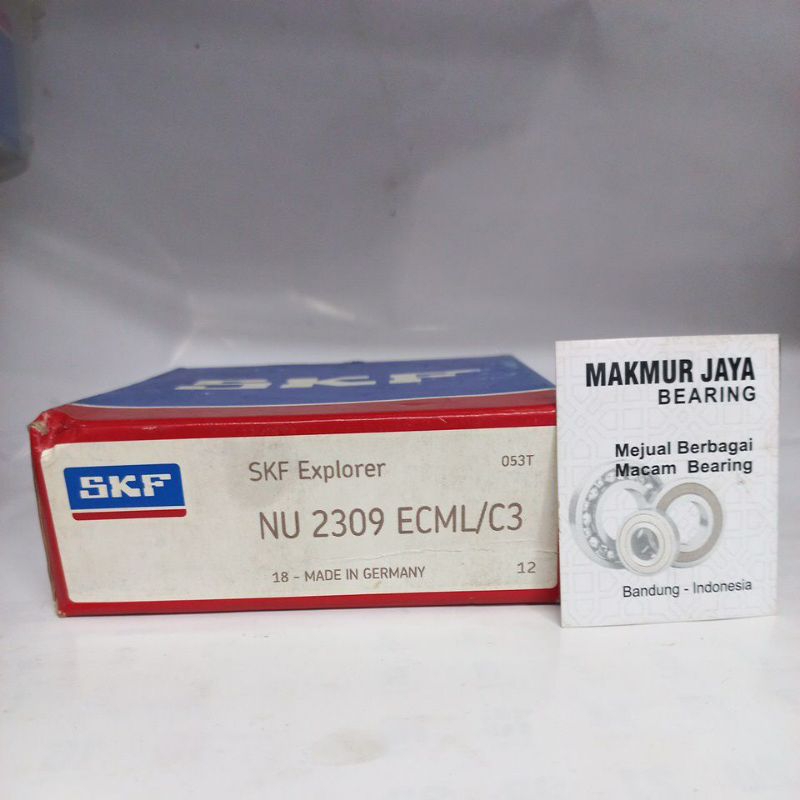 SKF
SKF
SKF Explorer
053T
NU 2309 ECML/C3
18 - MADE IN GERMANY
12
MAKMUR JAYA
BEARING
Mejual Berbagai
Macam Bearing
Bandung - Indonesia